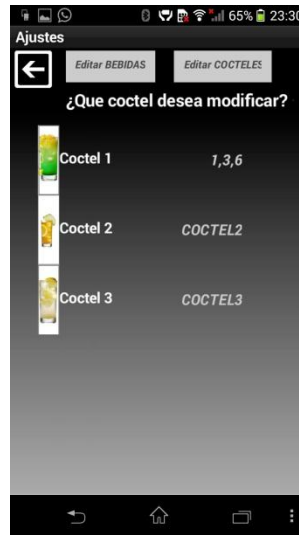 65% 23:30
Ajustes
Editar BEBIDAS Editar COCTELES
¿Que coctel desea modificar?
Coctel 1 1,3,6
Coctel 2 COCTEL2
Coctel 3 COCTEL3